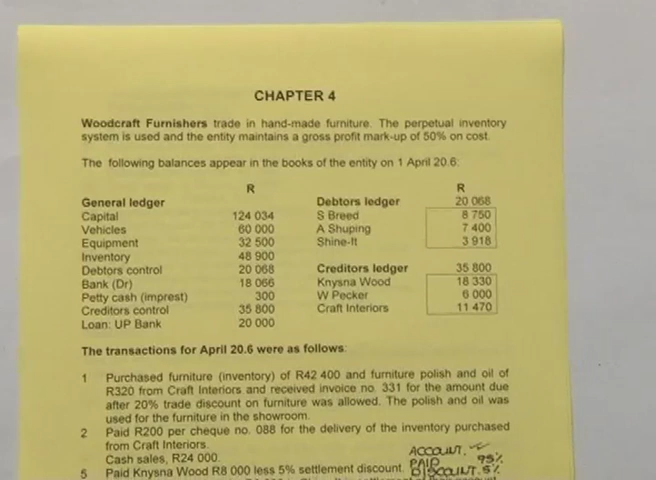 CHAPTER 4
Woodcraft Furnishers trade in hand-made furniture. The perpetual inventory
system is used and the entity maintains a gross profit mark-up of 50% on cost.
The following balances appear in the books of the entity on 1 April 20.6:
R R
General ledger Debtors ledger 20 068
Capital 124 034 S Breed 8 750
Vehicles 60 000 A Shuping 7 400
Equipment 32 500 Shine-It 3 918
Inventory 48 900
Debtors control 20 068 Creditors ledger 35 800
Bank (Dr) 18 066 Knysna Wood 18 330
Petty cash (imprest) 300 W Pecker 6 000
Creditors control 35 800 Craft Interiors 11 470
Loan: UP Bank 20 000
The transactions for April 20.6 were as follows:
1 Purchased furniture (inventory) of R42 400 and furniture polish and oil of
R320 from Craft Interiors and received invoice no. 331 for the amount due
after 20% trade discount on furniture was allowed. The polish and oil was
used for the furniture in the showroom.
2 Paid R200 per cheque no. 088 for the delivery of the inventory purchased
from Craft Interiors.
Cash sales, R24 000.
ACCOUNT.
PAID 95%
5 Paid Knysna Wood R8 000 less 5% settlement discount. DISCOUNT. 5%